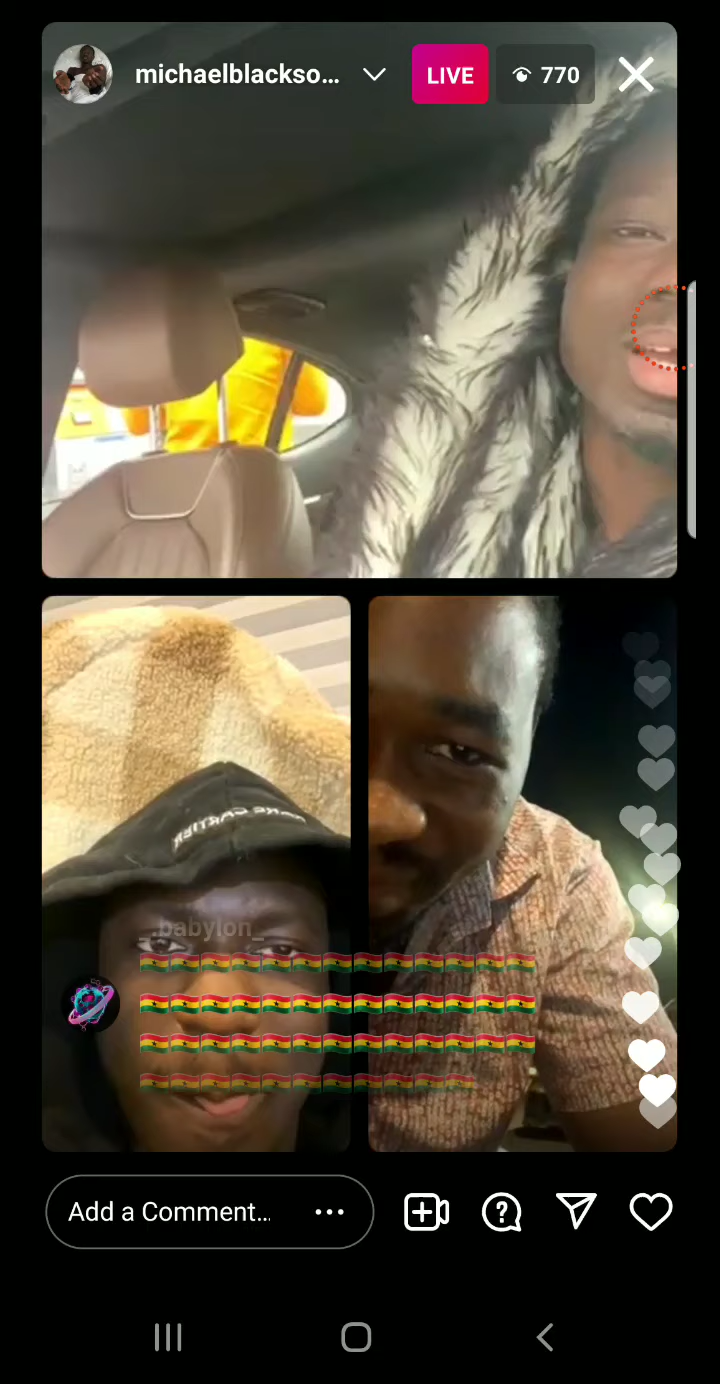 michaelblackso...
LIVE
770
.babylon_
🇬🇭🇬🇭🇬🇭🇬🇭🇬🇭🇬🇭🇬🇭🇬🇭🇬🇭🇬🇭🇬🇭🇬🇭🇬🇭
🇬🇭🇬🇭🇬🇭🇬🇭🇬🇭🇬🇭🇬🇭🇬🇭🇬🇭🇬🇭🇬🇭🇬🇭🇬🇭
🇬🇭🇬🇭🇬🇭🇬🇭🇬🇭🇬🇭🇬🇭🇬🇭🇬🇭🇬🇭🇬🇭🇬🇭🇬🇭
🇬🇭🇬🇭🇬🇭🇬🇭🇬🇭🇬🇭🇬🇭🇬🇭🇬🇭🇬🇭🇬🇭
Add a Comment...